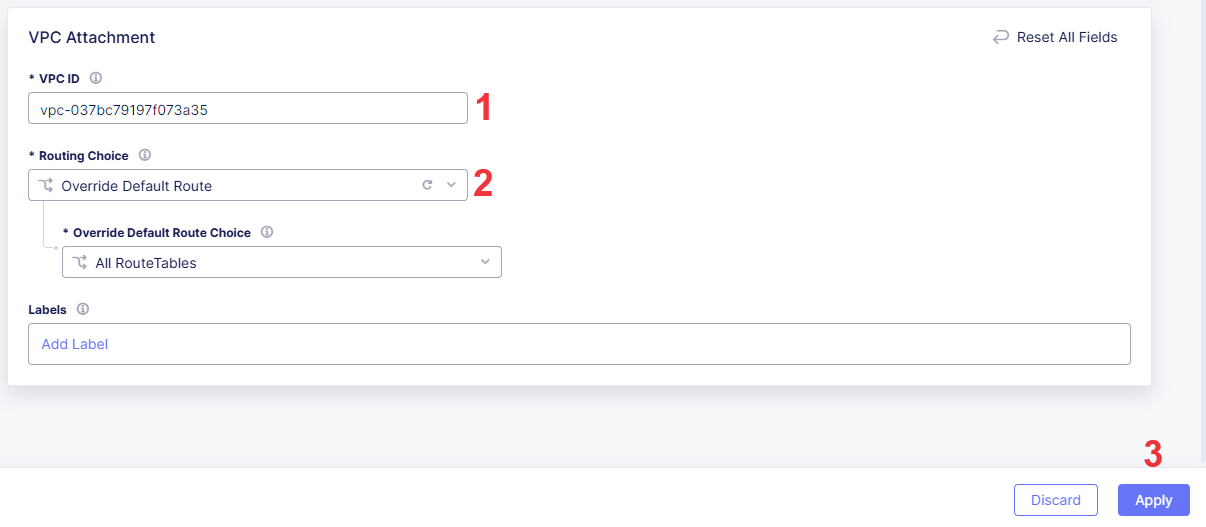 VPC Attachment
Reset All Fields
* VPC ID
vpc-037bc79197f073a35
1
* Routing Choice
Override Default Route
2
* Override Default Route Choice
All RouteTables
Labels
Add Label
3
Discard
Apply